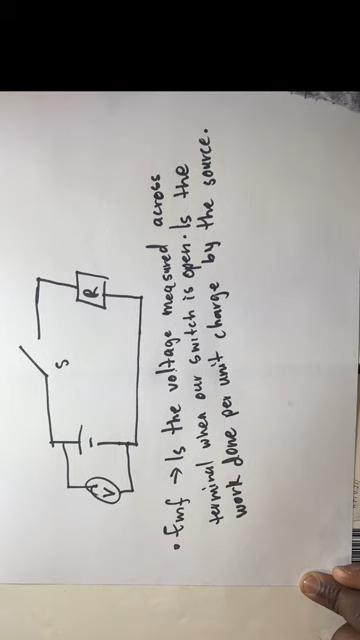 R
S
V
• Emf → Is the voltage measured across
terminal when our switch is open. Is the
work done per unit charge by the source.